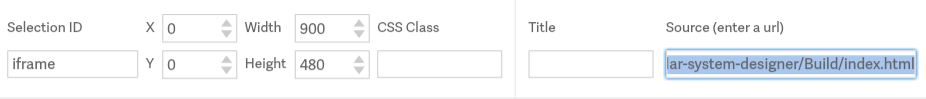 Selection ID X 0 Width 900 CSS Class Title Source (enter a url)
iframe Y 0 Height 480 ar-system-designer/Build/index.html